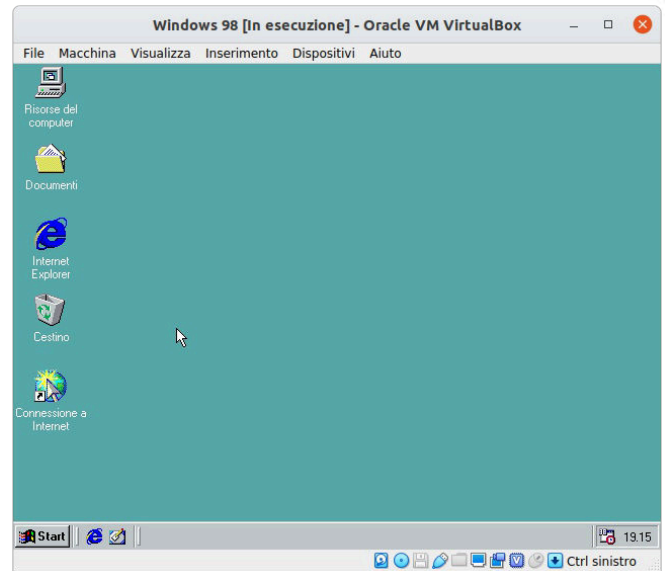 Windows 98 [In esecuzione] - Oracle VM VirtualBox
File Macchina Visualizza Inserimento Dispositivi Aiuto
Risorse del
computer
Documenti
Internet
Explorer
Cestino
Connessione a
Internet
Start
19.15
Ctrl sinistro